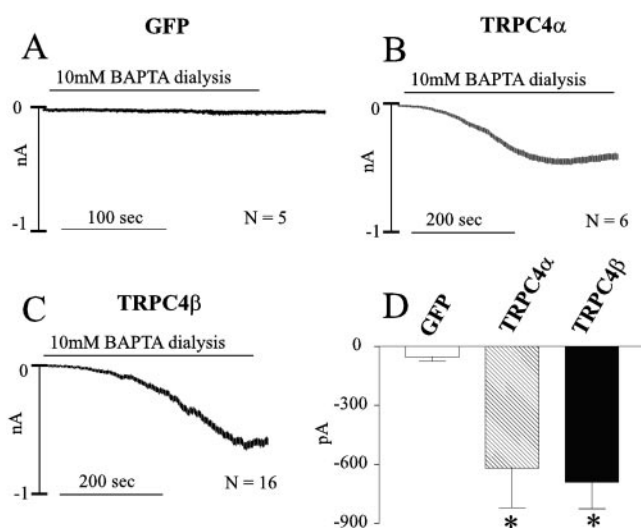 A
GFP
10mM BAPTA dialysis
0
nA
-1
100 sec
N = 5
B
TRPC4α
10mM BAPTA dialysis
0
nA
-1
200 sec
N = 6
C
TRPC4β
10mM BAPTA dialysis
0
nA
-1
200 sec
N = 16
D
GFP
TRPC4α
TRPC4β
0
-300
-600
-900
pA
*
*